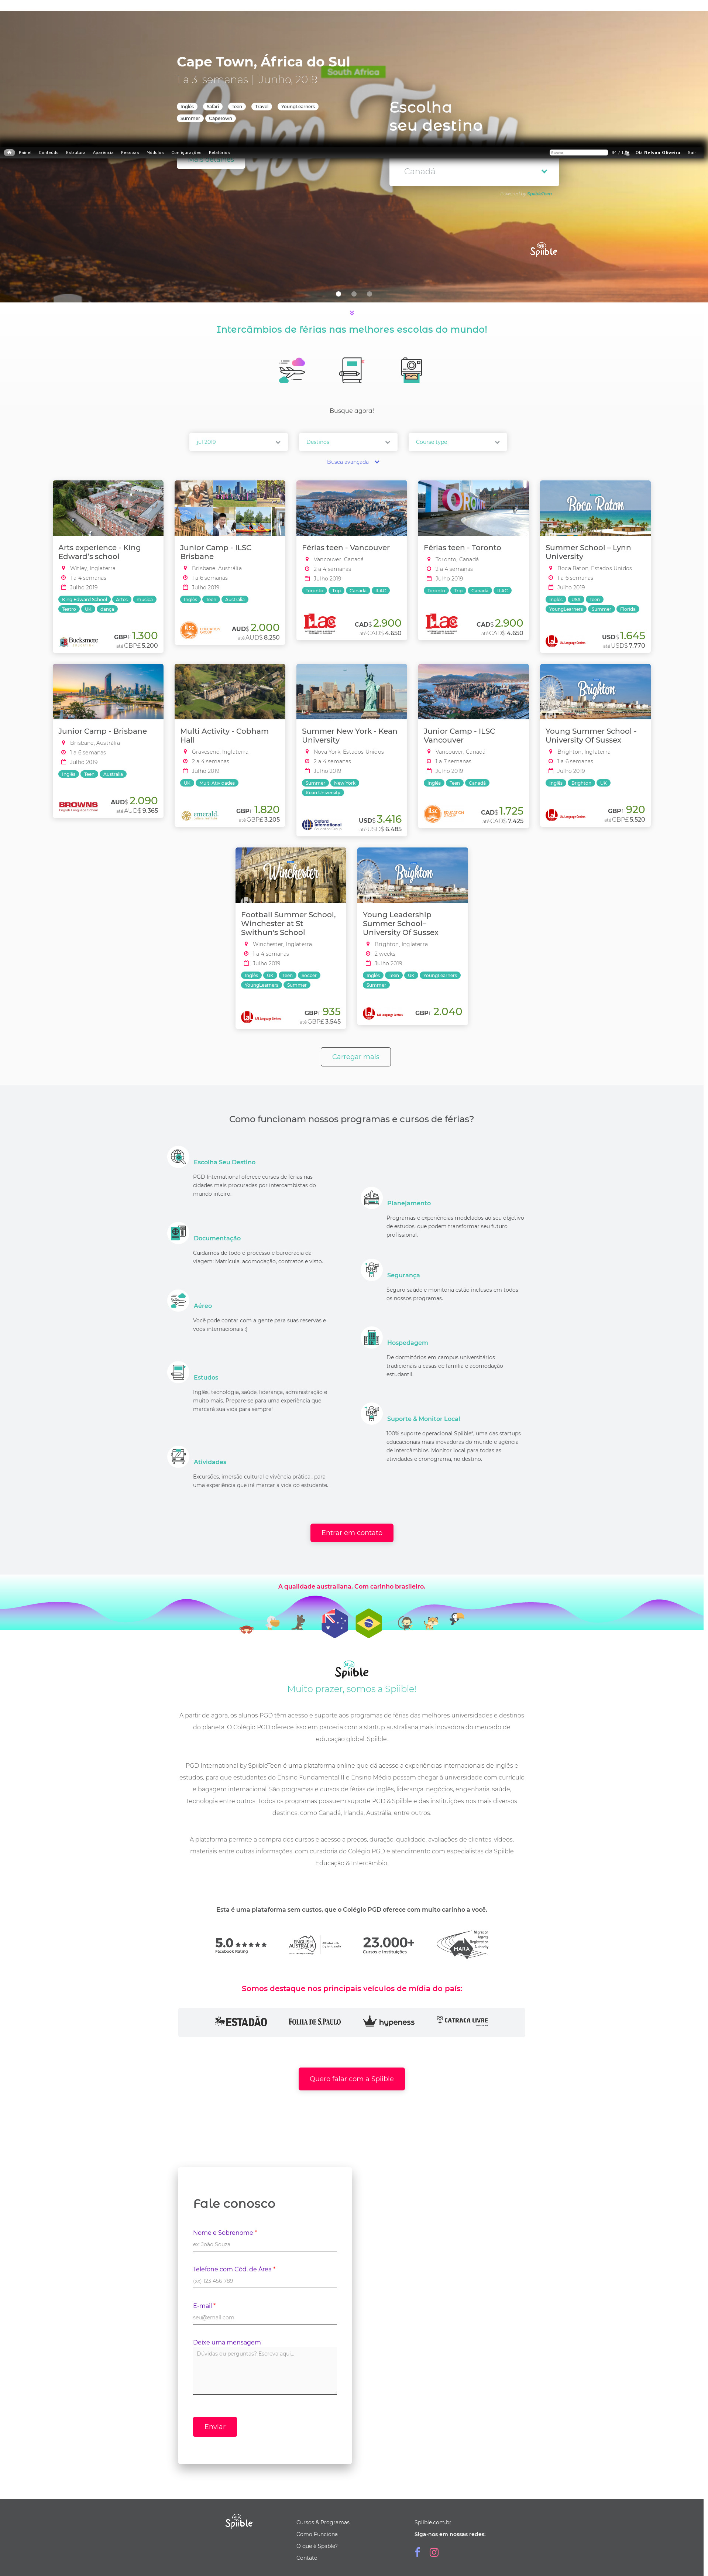 Cape Town, África do Sul
South Africa
1 a 3 semanas | Junho, 2019
Inglês Safari Teen Travel YoungLearners
Summer CapeTown
Escolha
seu destino
Painel Conteúdo Estrutura Aparência Pessoas Módulos Configurações Relatórios
Olá Nelson Oliveira Sair
Canadá
SpiibleTeen
Spiible
Intercâmbios de férias nas melhores escolas do mundo!
Busque agora!
jul 2019
Destinos
Course type
Busca avançada
Arts experience - King Edward's school
Witley, Inglaterra
1 a 4 semanas
Julho 2019
King Edward School Artes musica
Teatro UK dança
Bucksmore
GBP£ 1.300
até GBP£ 5.200
Junior Camp - ILSC Brisbane
Brisbane, Austrália
1 a 6 semanas
Julho 2019
Inglês Teen Australia
ilsc EDUCATION GROUP
AUD$ 2.000
até AUD$ 8.250
Férias teen - Vancouver
Vancouver, Canadá
2 a 4 semanas
Julho 2019
Toronto Trip Canadá ILAC
ILAC
CAD$ 2.900
até CAD$ 4.650
TORONTO
Férias teen - Toronto
Toronto, Canadá
2 a 4 semanas
Julho 2019
Toronto Trip Canadá ILAC
ILAC
CAD$ 2.900
até CAD$ 4.650
Boca Raton
Summer School – Lynn University
Boca Raton, Estados Unidos
1 a 6 semanas
Julho 2019
Inglês USA Teen
YoungLearners Summer Florida
UK Language Centres
USD$ 1.645
até USD$ 7.770
Junior Camp - Brisbane
Brisbane, Austrália
1 a 6 semanas
Julho 2019
Inglês Teen Australia
BROWNS
English Language School
AUD$ 2.090
até AUD$ 9.365
Multi Activity - Cobham Hall
Gravesend, Inglaterra,
2 a 4 semanas
Julho 2019
UK Multi Atividades
emerald
GBP£ 1.820
até GBP£ 3.205
Summer New York - Kean University
Nova York, Estados Unidos
2 a 4 semanas
Julho 2019
Summer New York
Kaen University
Oxford International
USD$ 3.416
até USD$ 6.485
Junior Camp - ILSC Vancouver
Vancouver, Canadá
1 a 7 semanas
Julho 2019
Inglês Teen Canadá
ilsc EDUCATION GROUP
CAD$ 1.725
até CAD$ 7.425
Brighton
Young Summer School - University Of Sussex
Brighton, Inglaterra
1 a 6 semanas
Julho 2019
Inglês Brighton UK
GBP£ 920
até GBP£ 5.520
Winchester
Football Summer School, Winchester at St Swithun's School
Winchester, Inglaterra
1 a 4 semanas
Julho 2019
Inglês UK Teen Soccer
YoungLearners Summer
GBP£ 935
até GBP£ 3.545
Brighton
Young Leadership Summer School– University Of Sussex
Brighton, Inglaterra
2 weeks
Julho 2019
Inglês Teen UK YoungLearners
Summer
GBP£ 2.040
Carregar mais
Como funcionam nossos programas e cursos de férias?
Escolha Seu Destino
PGD International oferece cursos de férias nas cidades mais procuradas por intercambistas do mundo inteiro.
Planejamento
Programas e experiências modelados ao seu objetivo de estudos, que podem transformar seu futuro profissional.
Documentação
Cuidamos de todo o processo e burocracia da viagem: Matrícula, acomodação, contratos e visto.
Segurança
Seguro-saúde e monitoria estão inclusos em todos os nossos programas.
Aéreo
Você pode contar com a gente para suas reservas e voos internacionais :)
Hospedagem
De dormitórios em campus universitários tradicionais a casas de família e acomodação estudantil
Estudos
Inglês, tecnologia, saúde, liderança, administração e muito mais. Prepare-se para uma experiência que marcará sua vida para sempre!
Suporte & Monitor Local
100% suporte operacional Spiible*, uma das startups educacionais mais inovadoras do mundo e agência de intercâmbios. Monitor local para todas as atividades e cronograma, no destino.
Atividades
Excursões, imersão cultural e vivência prática,, para uma experiência que irá marcar a vida do estudante.
Entrar em contato
A qualidade australiana. Com carinho brasileiro.
Spiible
Muito prazer, somos a Spiible!
A partir de agora, os alunos PGD têm acesso e suporte aos programas de férias das melhores universidades e destinos do planeta. O Colégio PGD oferece isso em parceria com a startup australiana mais inovadora do mercado de educação global, Spiible.
PGD International by SpiibleTeen é uma plataforma online que dá acesso a experiências internacionais de inglês e estudos, para que estudantes do Ensino Fundamental II e Ensino Médio possam chegar à universidade com currículo e bagagem internacional. São programas e cursos de férias de inglês, liderança, negócios, engenharia, saúde, tecnologia entre outros. Todos os programas possuem suporte PGD & Spiible e das instituições nos mais diversos destinos, como Canadá, Irlanda, Austrália, entre outros.
A plataforma permite a compra dos cursos e acesso à preços, duração, qualidade, avaliações de clientes, vídeos, materiais entre outras informações, com curadoria do Colégio PGD e atendimento com especialistas da Spiible Educação & Intercâmbio.
Esta é uma plataforma sem custos, que o Colégio PGD oferece com muito carinho a você.
5.0
Facebook Rating
ENGLISH AUSTRALIA
23.000+
Cursos e Instituições
Migration Agents Registration Authority
MARA
Somos destaque nos principais veículos de mídia do país:
ESTADÃO
FOLHA DE S.PAULO
hypeness
CATRACA LIVRE
Quero falar com a Spiible
Fale conosco
Nome e Sobrenome *
ex: João Souza
Telefone com Cód. de Área *
(xx) 123 456 789
E-mail *
seu@email.com
Deixe uma mensagem
Dúvidas ou perguntas? Escreva aqui...
Enviar
Spiible
Cursos & Programas
Como Funciona
O que é Spiible?
Contato
Spiible.com.br
Siga-nos em nossas redes: